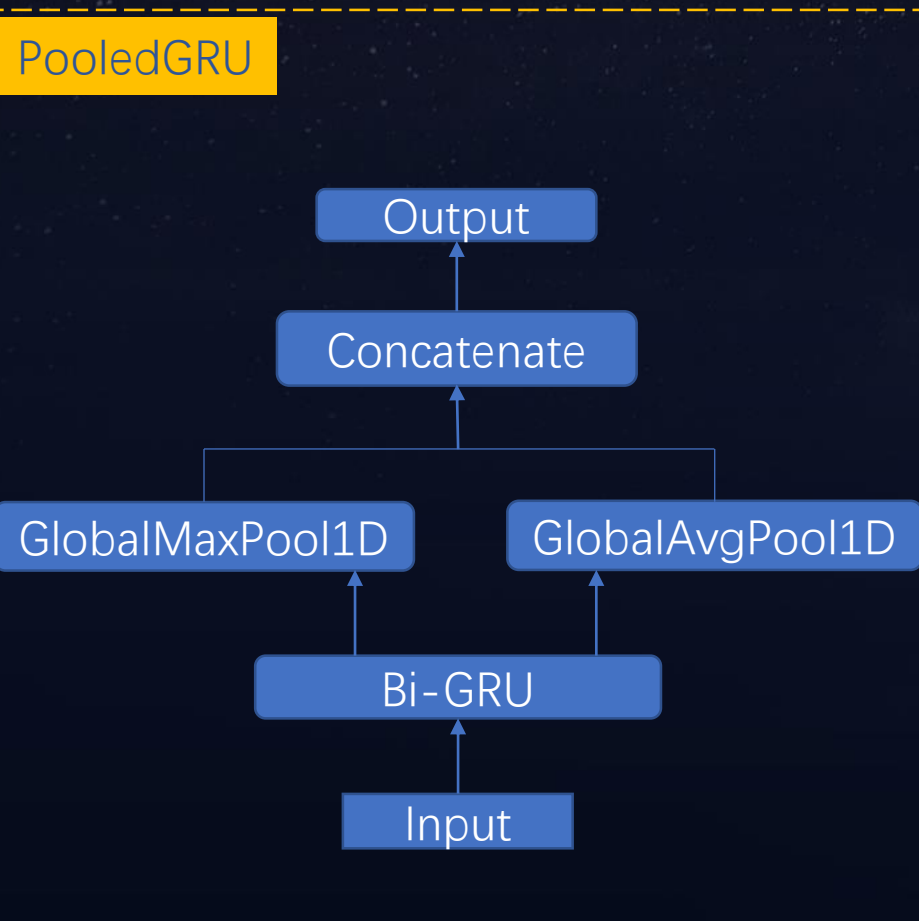 PooledGRU
Output
Concatenate
GlobalMaxPool1D
GlobalAvgPool1D
Bi-GRU
Input